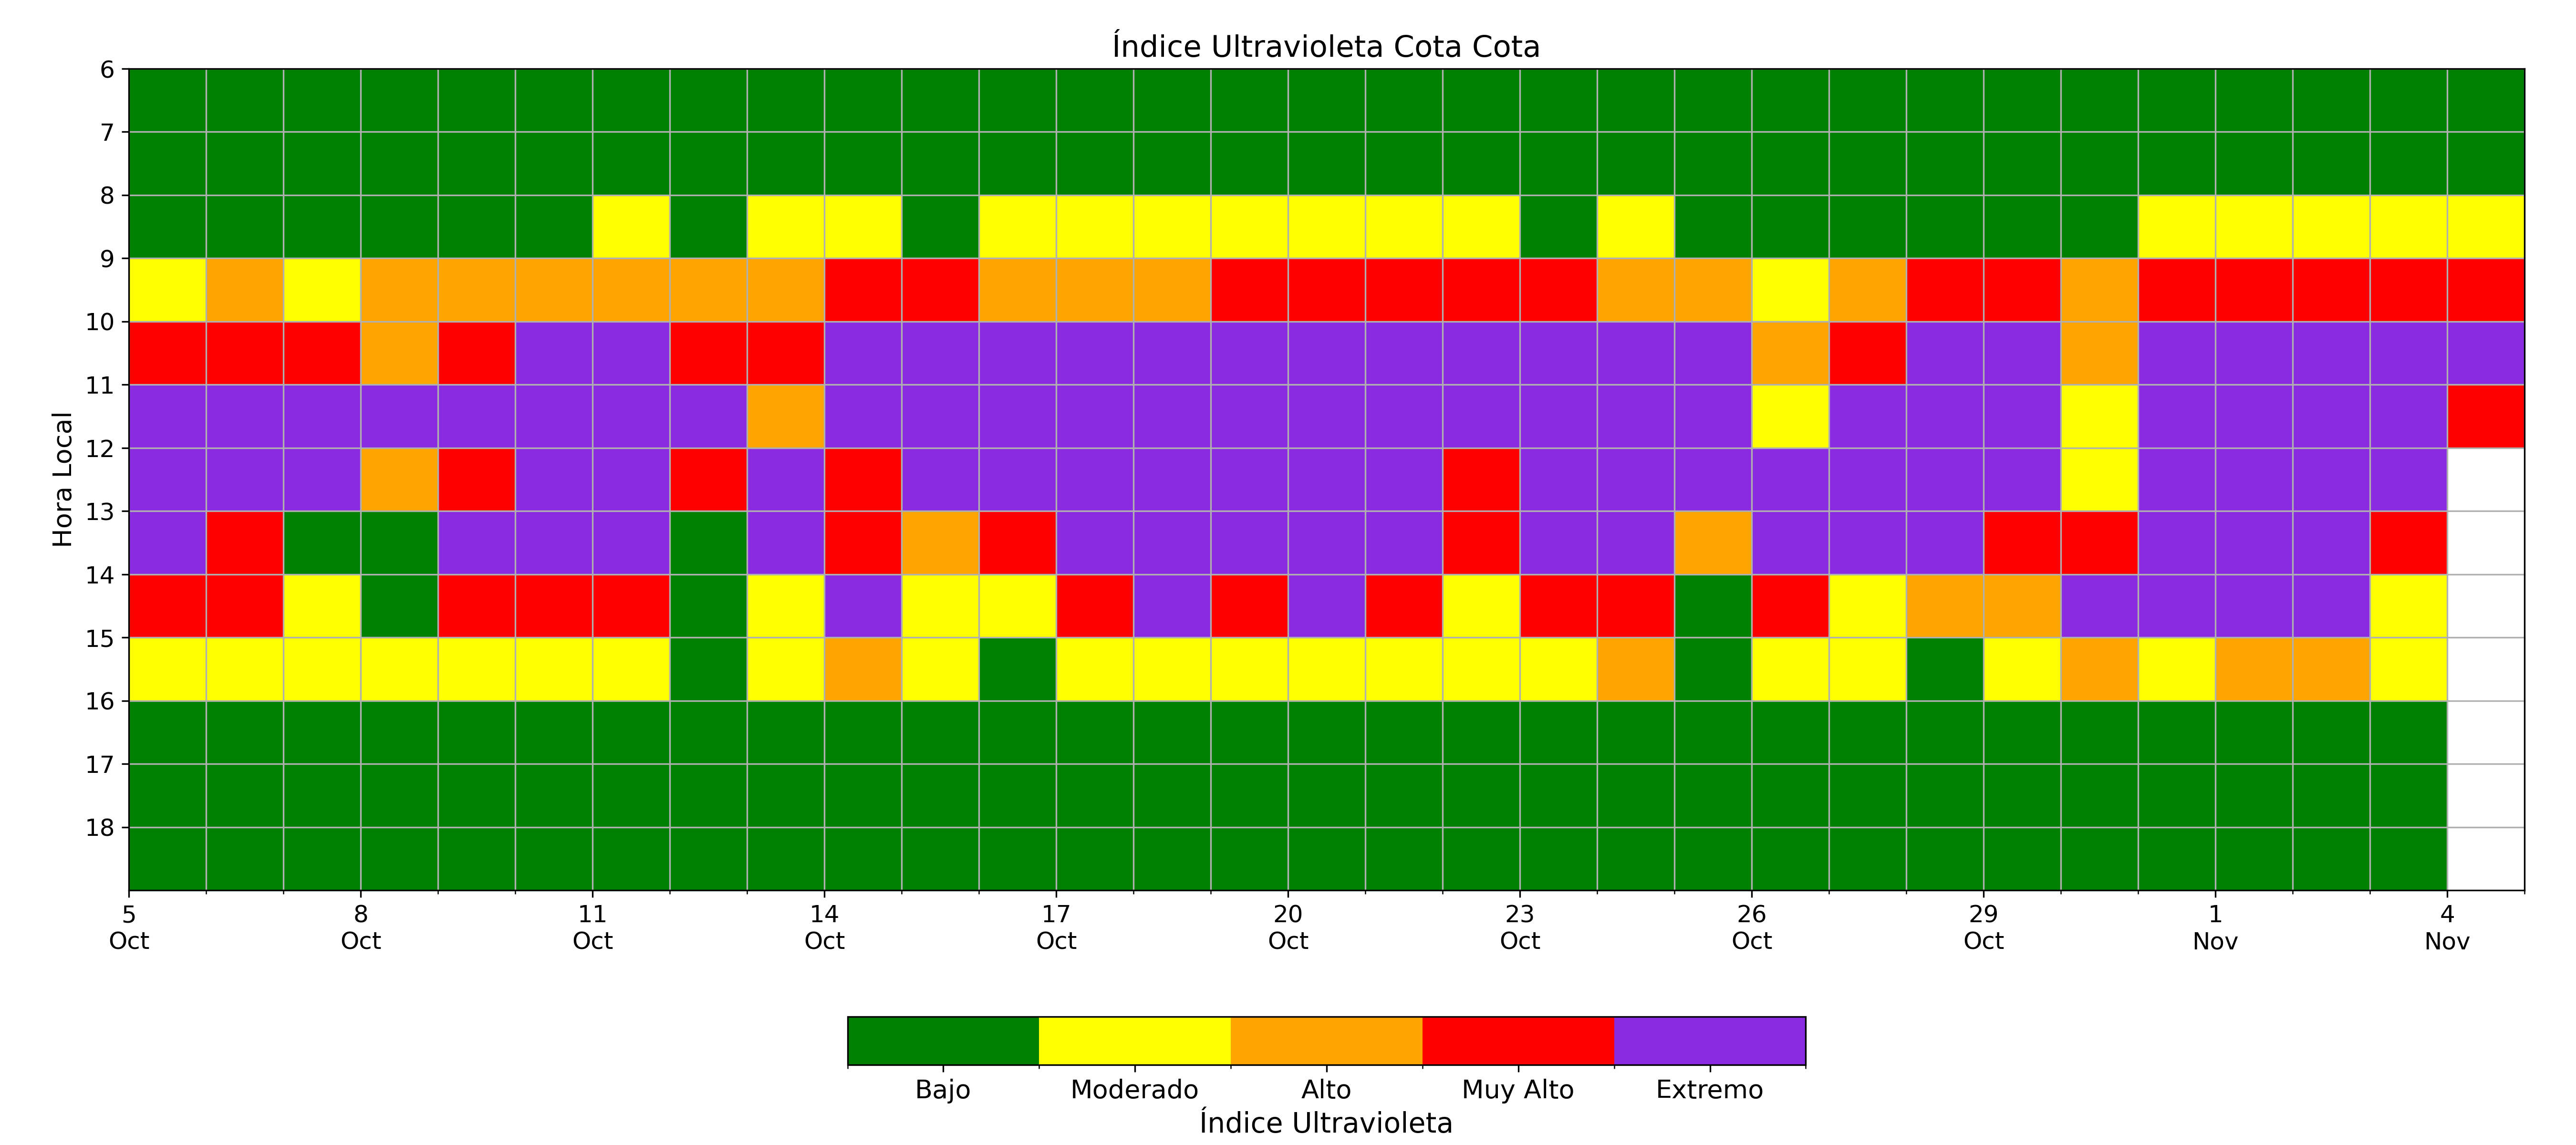 Índice Ultravioleta Cota Cota
Hora Local
6
7
8
9
10
11
12
13
14
15
16
17
18
5 8 11 14 17 20 23 26 29 1 4
Oct Oct Oct Oct Oct Oct Oct Oct Oct Nov Nov
Bajo Moderado Alto Muy Alto Extremo
Índice Ultravioleta